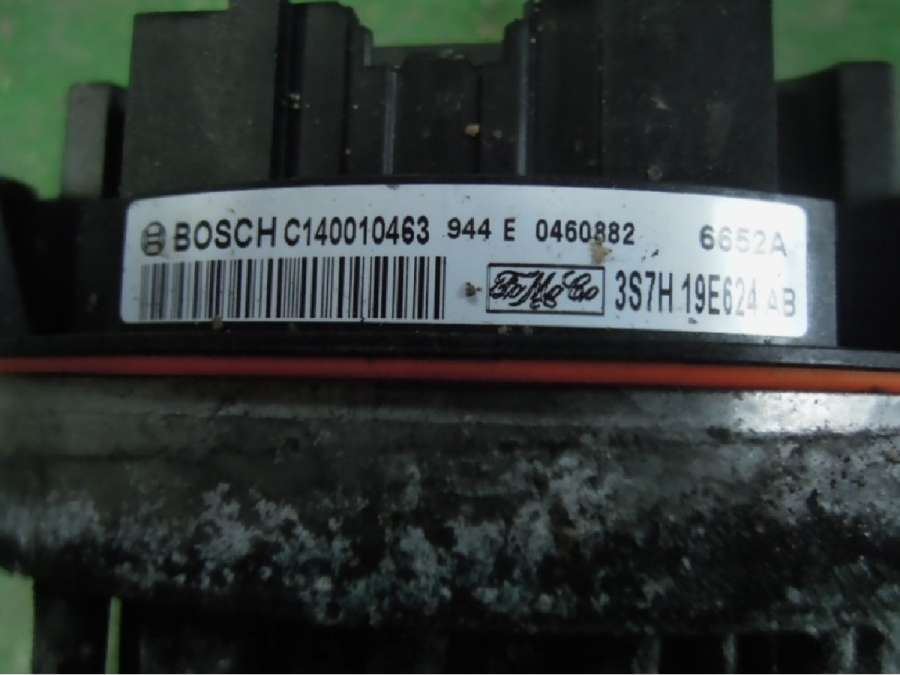 BOSCH C140010463 944 E 0460882 6652A
FoMoCo 3S7H 19E624 AB